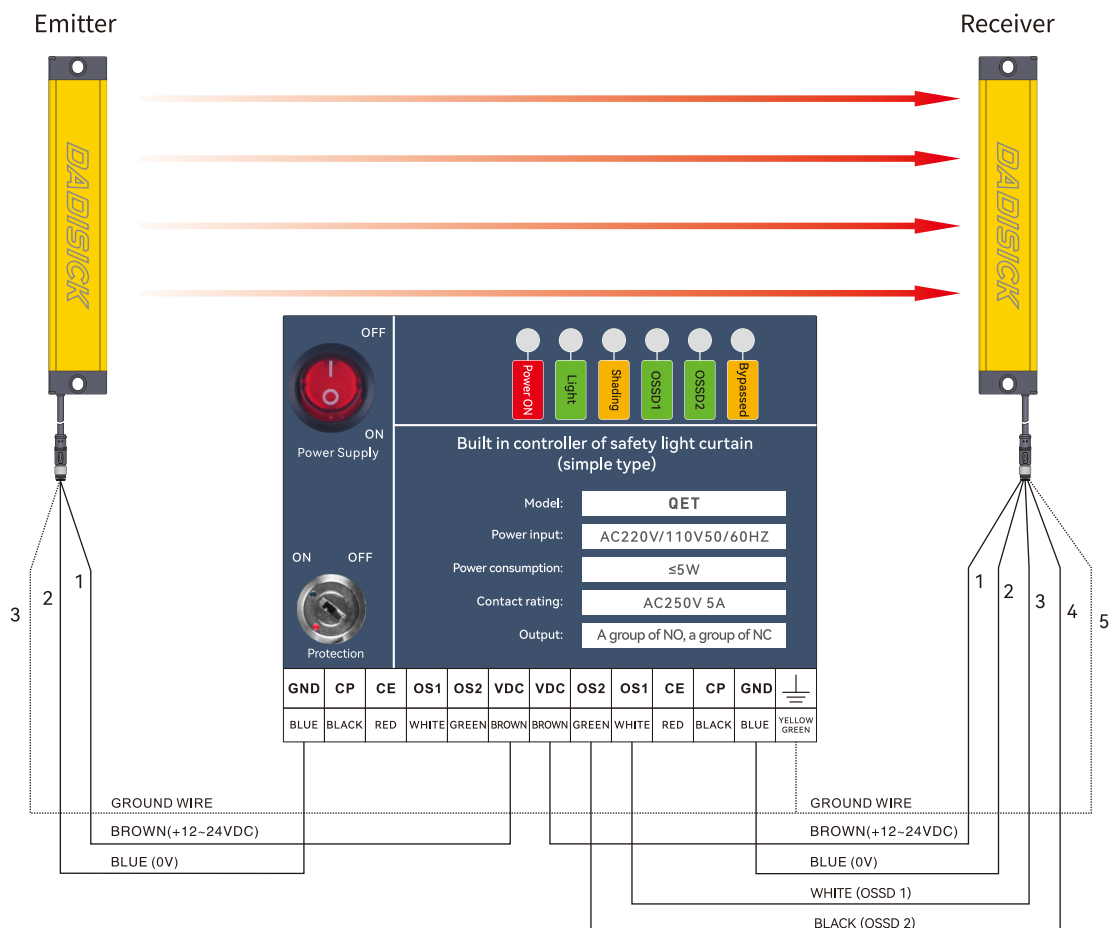 Emitter
Receiver
DADISICK
DADISICK
OFF
ON
Power Supply
ON OFF
Protection
Power ON
Light
Shading
OSSD1
OSSD2
Bypassed
Built in controller of safety light curtain
(simple type)
Model: QET
Power input: AC220V/110V50/60HZ
Power consumption: ≤5W
Contact rating: AC250V 5A
Output: A group of NO, a group of NC
GND CP CE OS1 OS2 VDC VDC OS2 OS1 CE CP GND
BLUE BLACK RED WHITE GREEN BROWN BROWN GREEN WHITE RED BLACK BLUE YELLOW
GREEN
3 2 1
1 2 3 4 5
GROUND WIRE
BROWN(+12~24VDC)
BLUE (0V)
GROUND WIRE
BROWN(+12~24VDC)
BLUE (0V)
WHITE (OSSD 1)
BLACK (OSSD 2)